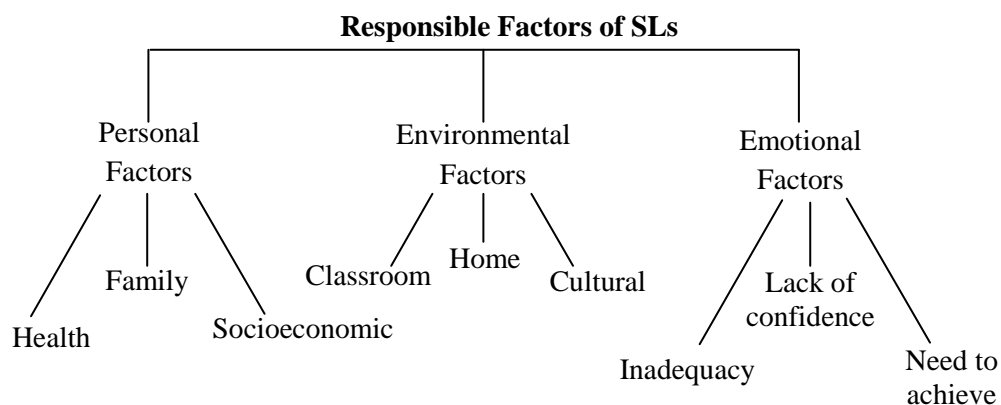 Responsible Factors of SLs
Personal
Factors
Environmental
Factors
Emotional
Factors
Health
Family
Socioeconomic
Classroom
Home
Cultural
Inadequacy
Lack of
confidence
Need to
achieve